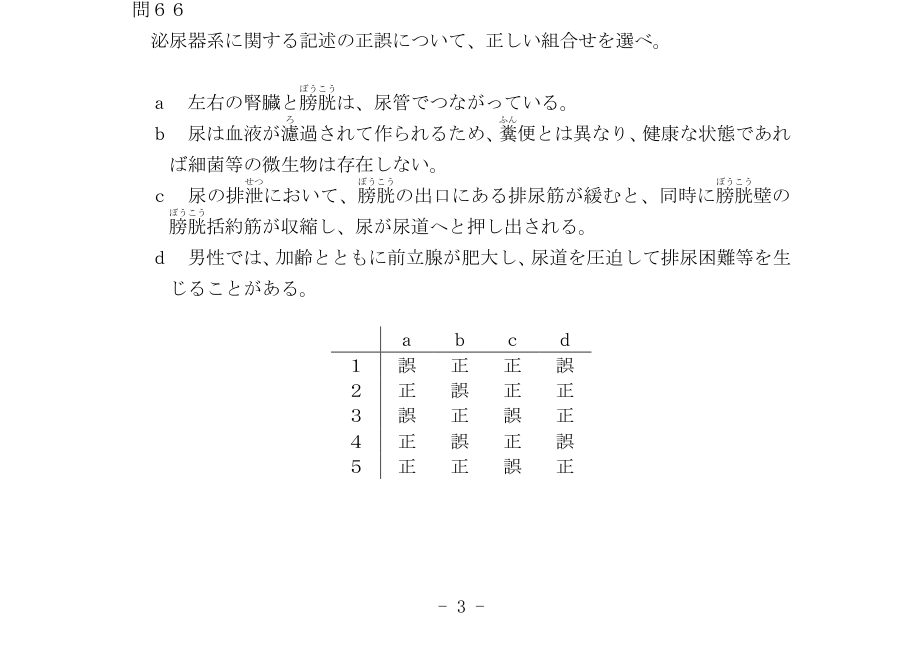 問６６
泌尿器系に関する記述の正誤について、正しい組合せを選べ。
ぼうこう
ａ　左右の腎臓と膀胱は、尿管でつながっている。
ろ　ふん
ｂ　尿は血液が濾過されて作られるため、糞便とは異なり、健康な状態であれ
ば細菌等の微生物は存在しない。
せつ　ぼうこう　ぼうこう
ｃ　尿の排泄において、膀胱の出口にある排尿筋が緩むと、同時に膀胱壁の
ぼうこう
膀胱括約筋が収縮し、尿が尿道へと押し出される。
ｄ　男性では、加齢とともに前立腺が肥大し、尿道を圧迫して排尿困難等を生
じることがある。
ａ　ｂ　ｃ　ｄ
１　誤　正　正　誤
２　正　誤　正　正
３　誤　正　誤　正
４　正　誤　正　誤
５　正　正　誤　正
- 3 -